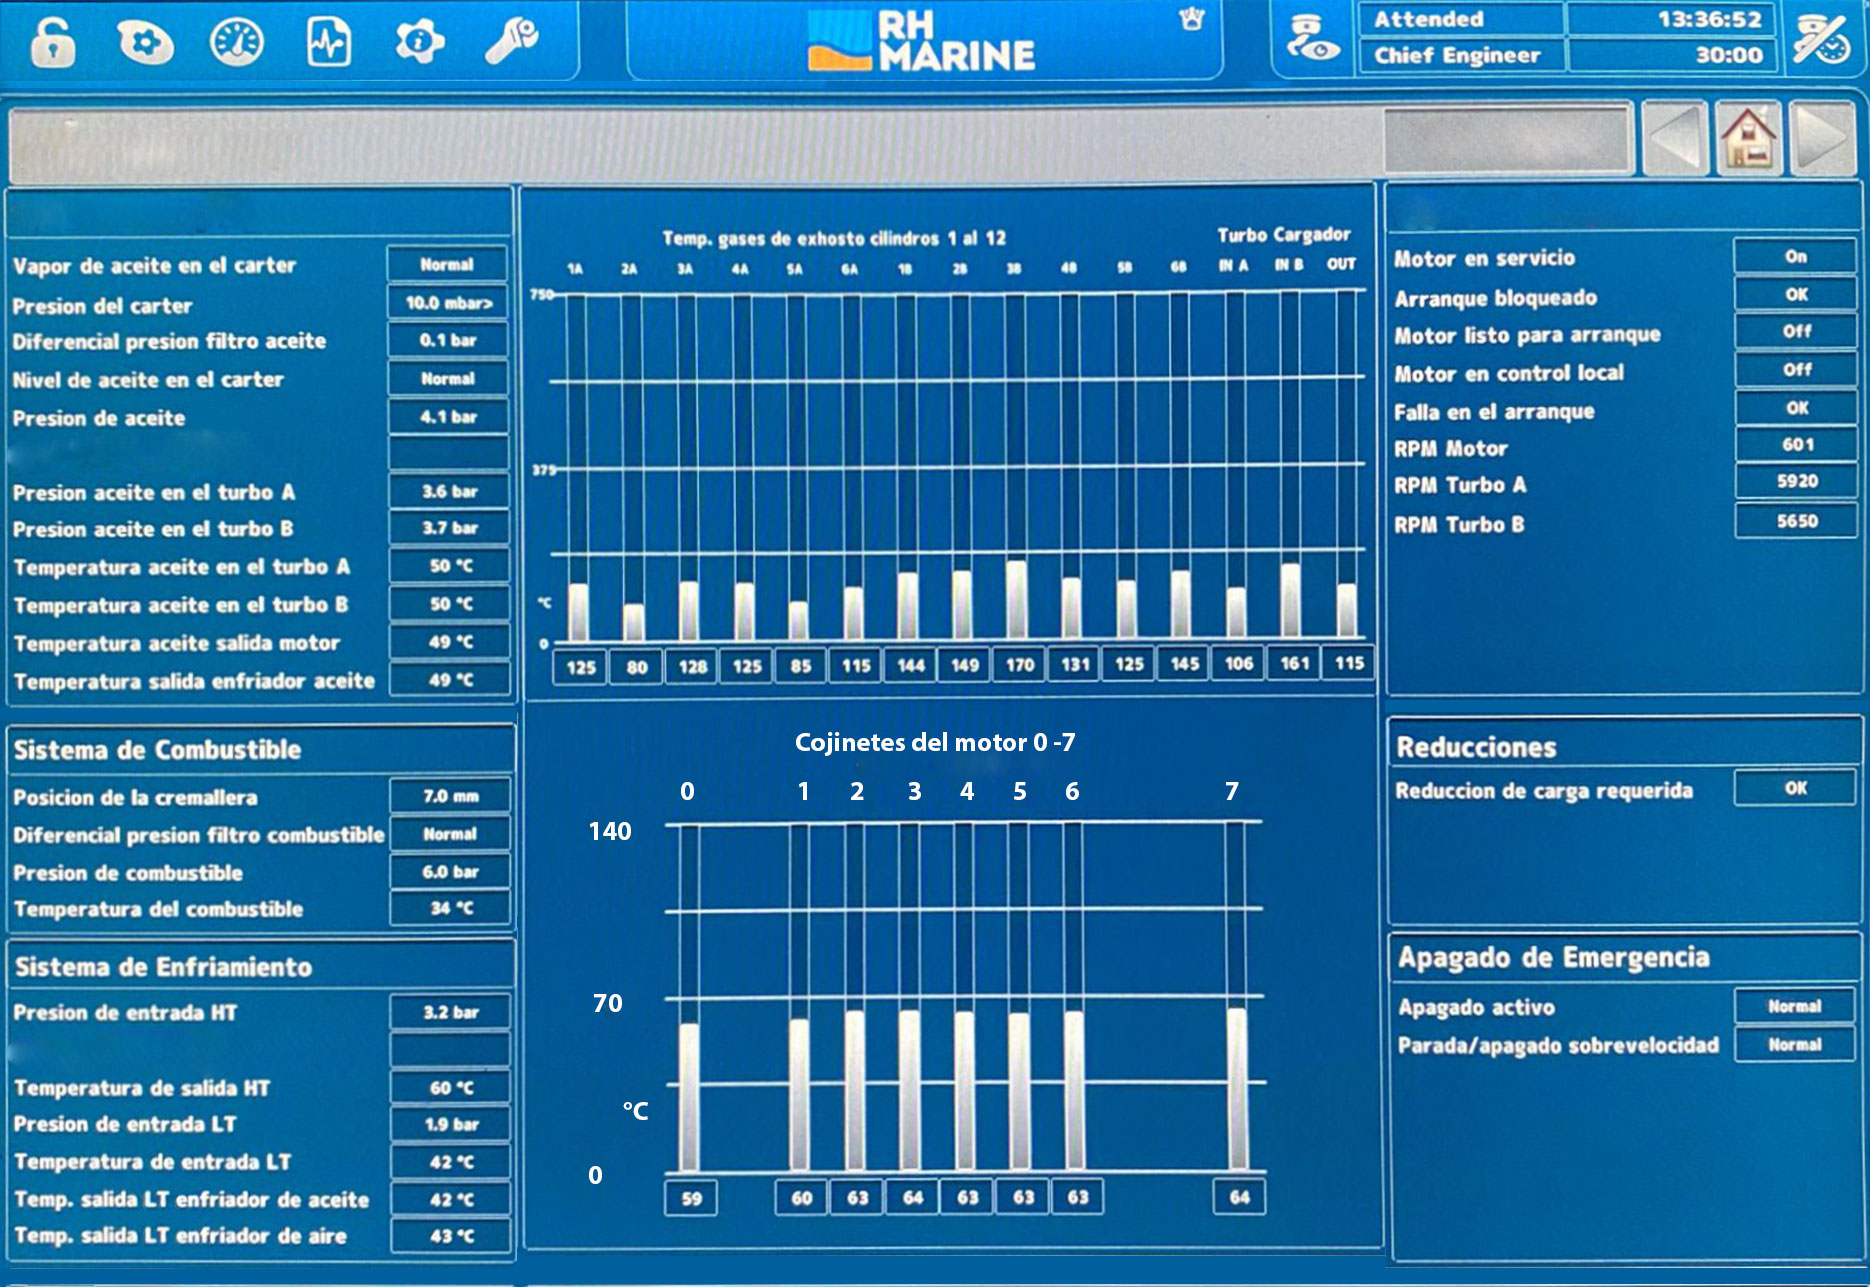 RH
MARINE
Attended 13:36:52
Chief Engineer 30:00
Vapor de aceite en el carter Normal
Presion del carter 10.0 mbar>
Diferencial presion filtro aceite 0.1 bar
Nivel de aceite en el carter Normal
Presion de aceite 4.1 bar
Presion aceite en el turbo A 3.6 bar
Presion aceite en el turbo B 3.7 bar
Temperatura aceite en el turbo A 50 °C
Temperatura aceite en el turbo B 50 °C
Temperatura aceite salida motor 49 °C
Temperatura salida enfriador aceite 49 °C
Sistema de Combustible
Posicion de la cremallera 7.0 mm
Diferencial presion filtro combustible Normal
Presion de combustible 6.0 bar
Temperatura del combustible 34 °C
Sistema de Enfriamiento
Presion de entrada HT 3.2 bar
Temperatura de salida HT 60 °C
Presion de entrada LT 1.9 bar
Temperatura de entrada LT 42 °C
Temp. salida LT enfriador de aceite 42 °C
Temp. salida LT enfriador de aire 43 °C
Temp. gases de exhosto cilindros 1 al 12 Turbo Cargador
1A 2A 3A 4A 5A 6A 1B 2B 3B 4B 5B 6B IN A IN B OUT
750
375
°C
0
125 80 128 125 85 115 144 149 170 131 125 145 106 161 115
Cojinetes del motor 0 -7
0 1 2 3 4 5 6 7
140
70
°C
0
59 60 63 64 63 63 63 64
Motor en servicio On
Arranque bloqueado OK
Motor listo para arranque Off
Motor en control local Off
Falla en el arranque OK
RPM Motor 601
RPM Turbo A 5920
RPM Turbo B 5650
Reducciones
Reduccion de carga requerida OK
Apagado de Emergencia
Apagado activo Normal
Parada/apagado sobrevelocidad Normal